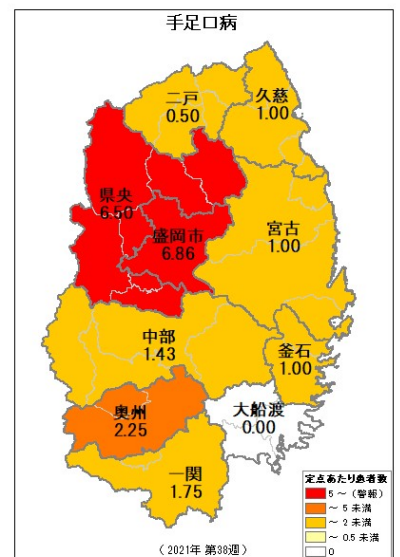 手足口病
二戸
0.50
久慈
1.00
県央
6.50
盛岡市
6.86
宮古
1.00
中部
1.43
釜石
1.00
奥州
2.25
大船渡
0.00
一関
1.75
定点あたり患者数
5 ～ (警報)
～ 5 未満
～ 2 未満
～ 0.5 未満
0
(2021年 第38週)